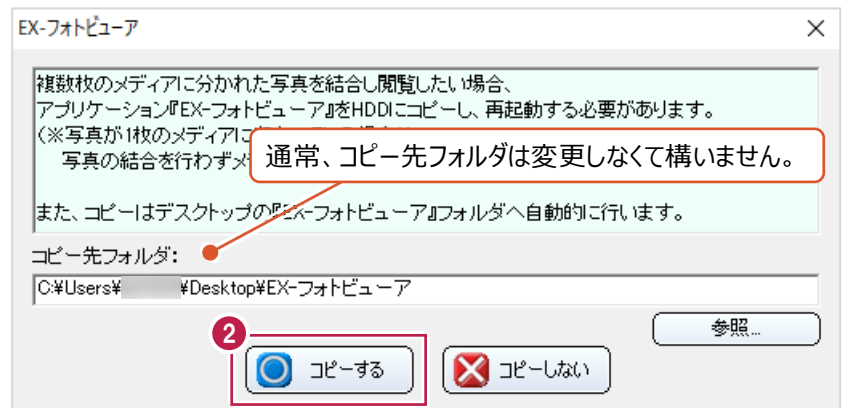 EX-フォトビューア
複数枚のメディアに分かれた写真を結合し閲覧したい場合、
アプリケーション『EX-フォトビューア』をHDDにコピーし、再起動する必要があります。
(※写真が1枚のメディアに
写真の結合を行わずメ
通常、コピー先フォルダは変更しなくて構いません。
また、コピーはデスクトップの『EX-フォトビューア』フォルダへ自動的に行います。
コピー先フォルダ:
C:¥Users¥ ¥Desktop¥EX-フォトビューア
参照...
2
コピーする
コピーしない